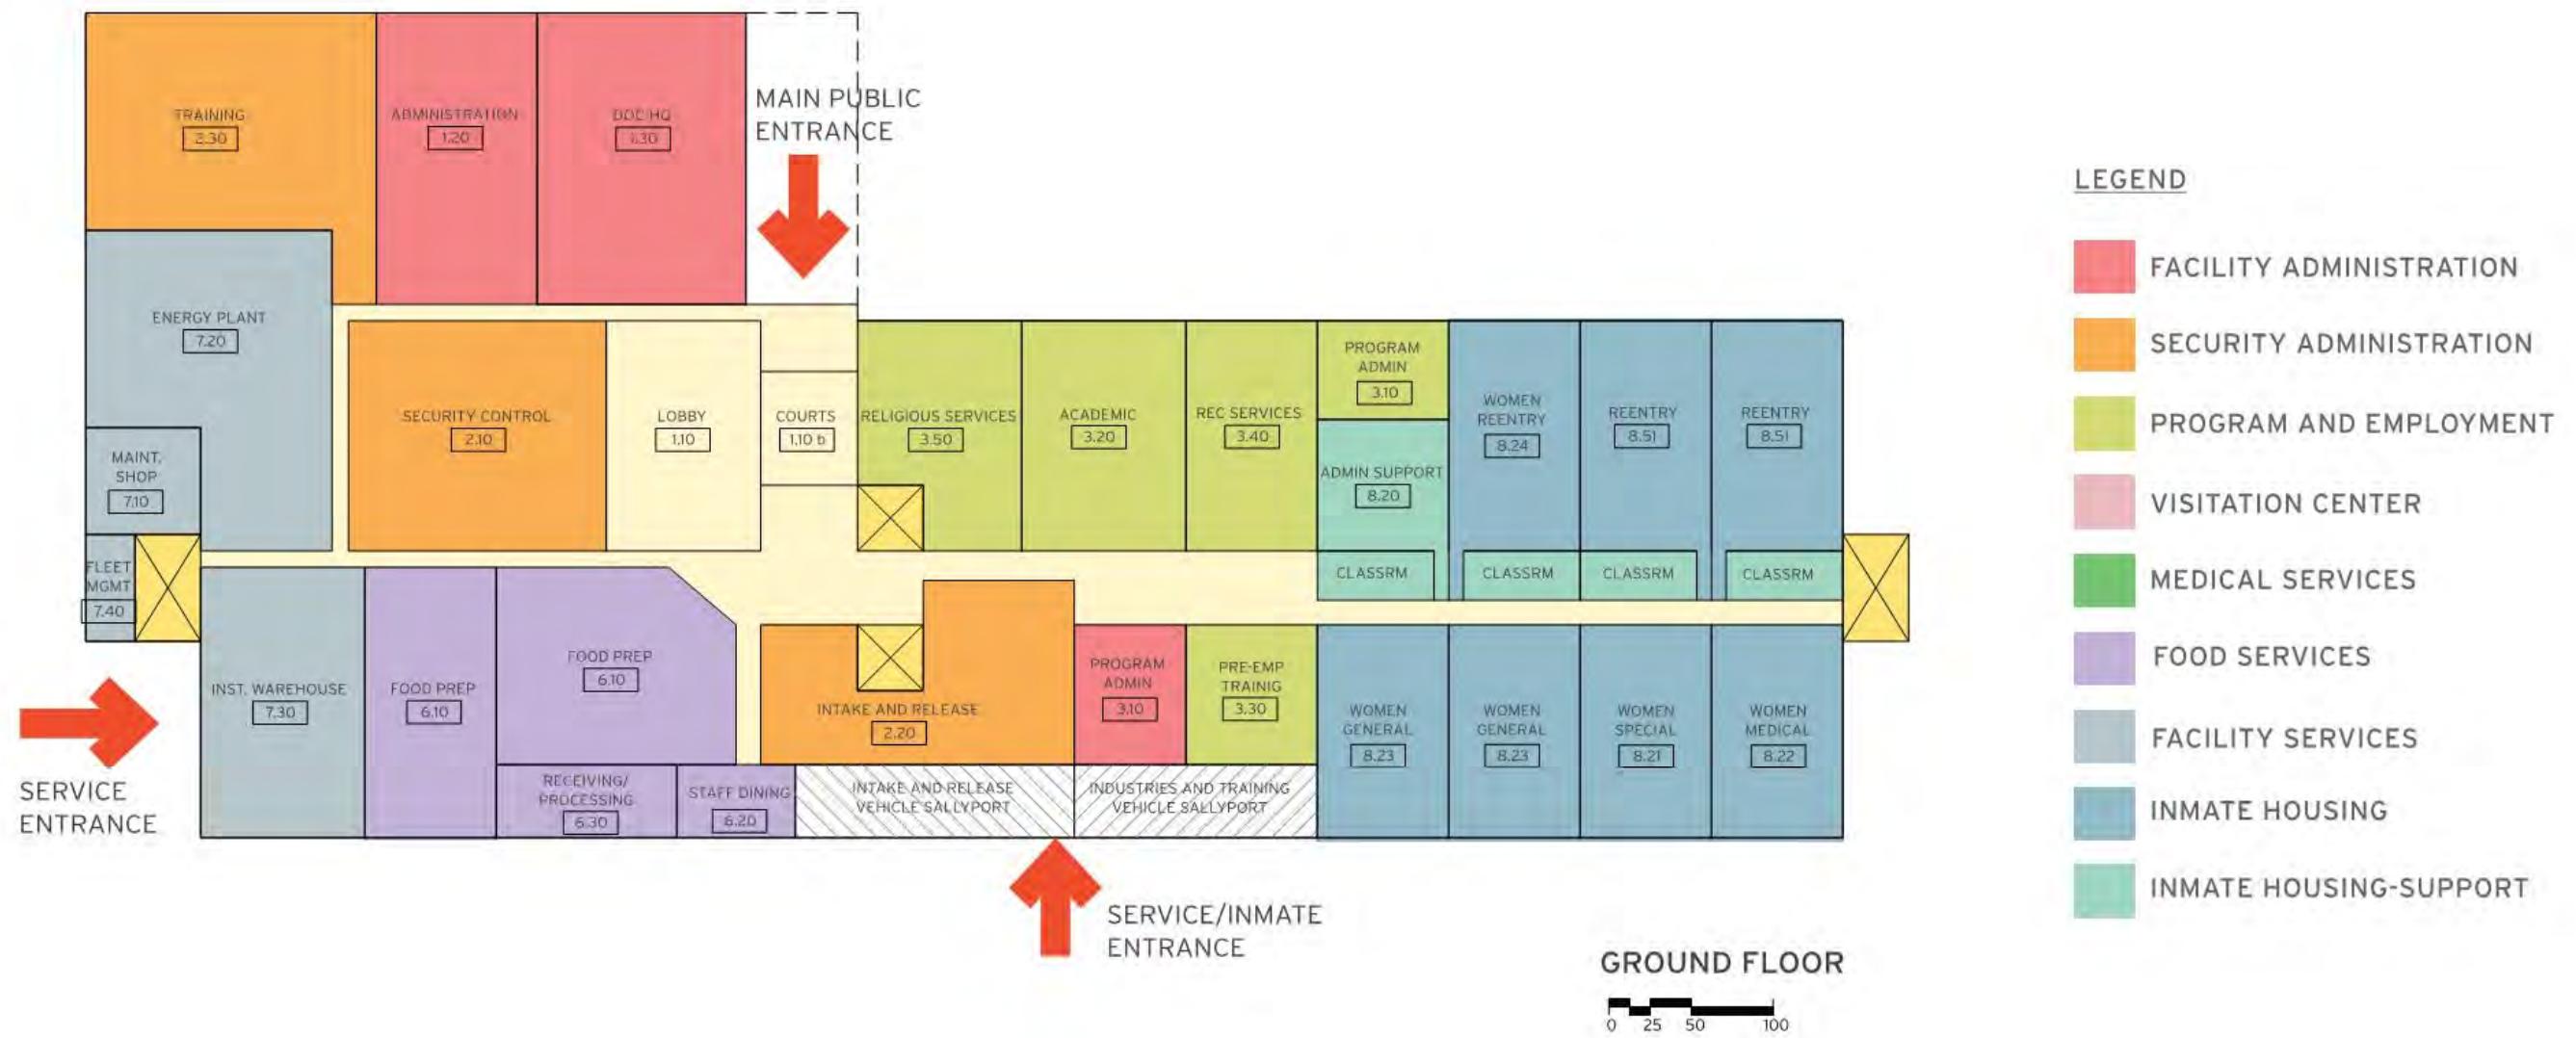 TRAINING
2.30
ADMINISTRATION
1.20
DOC HQ
1.30
MAIN PUBLIC
ENTRANCE
ENERGY PLANT
7.20
MAINT.
SHOP
7.10
FLEET
MGMT
7.40
SECURITY CONTROL
2.10
LOBBY
1.10
COURTS
1.10 b
RELIGIOUS SERVICES
3.50
ACADEMIC
3.20
REC SERVICES
3.40
PROGRAM
ADMIN
3.10
ADMIN SUPPORT
8.20
WOMEN
REENTRY
8.24
REENTRY
8.51
REENTRY
8.51
CLASSRM
CLASSRM
CLASSRM
CLASSRM
INST. WAREHOUSE
7.30
FOOD PREP
6.10
FOOD PREP
6.10
RECEIVING/
PROCESSING
6.30
STAFF DINING
6.20
INTAKE AND RELEASE
2.20
PROGRAM
ADMIN
3.10
PRE-EMP
TRAINIG
3.30
INTAKE AND RELEASE
VEHICLE SALLYPORT
INDUSTRIES AND TRAINING
VEHICLE SALLYPORT
WOMEN
GENERAL
8.23
WOMEN
GENERAL
8.23
WOMEN
SPECIAL
8.21
WOMEN
MEDICAL
8.22
SERVICE
ENTRANCE
SERVICE/INMATE
ENTRANCE
GROUND FLOOR
0 25 50 100
LEGEND
FACILITY ADMINISTRATION
SECURITY ADMINISTRATION
PROGRAM AND EMPLOYMENT
VISITATION CENTER
MEDICAL SERVICES
FOOD SERVICES
FACILITY SERVICES
INMATE HOUSING
INMATE HOUSING-SUPPORT